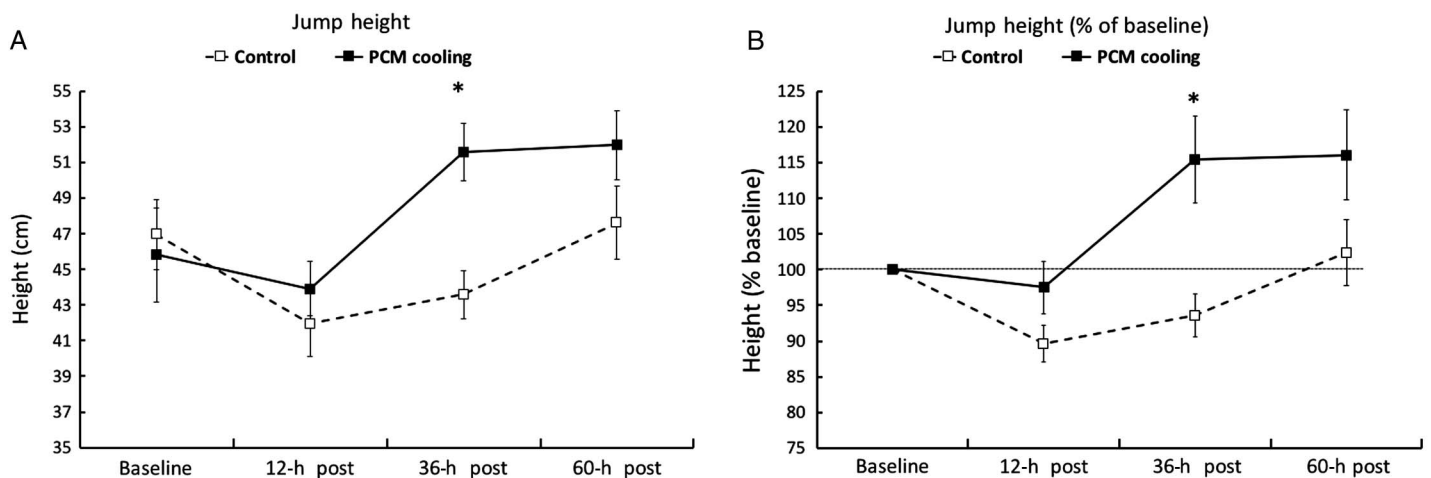 A
Jump height
Control
PCM cooling
Height (cm)
55
53
51
49
47
45
43
41
39
37
35
*
Baseline
12-h post
36-h post
60-h post
B
Jump height (% of baseline)
Control
PCM cooling
Height (% baseline)
125
120
115
110
105
100
95
90
85
80
75
*
Baseline
12-h post
36-h post
60-h post